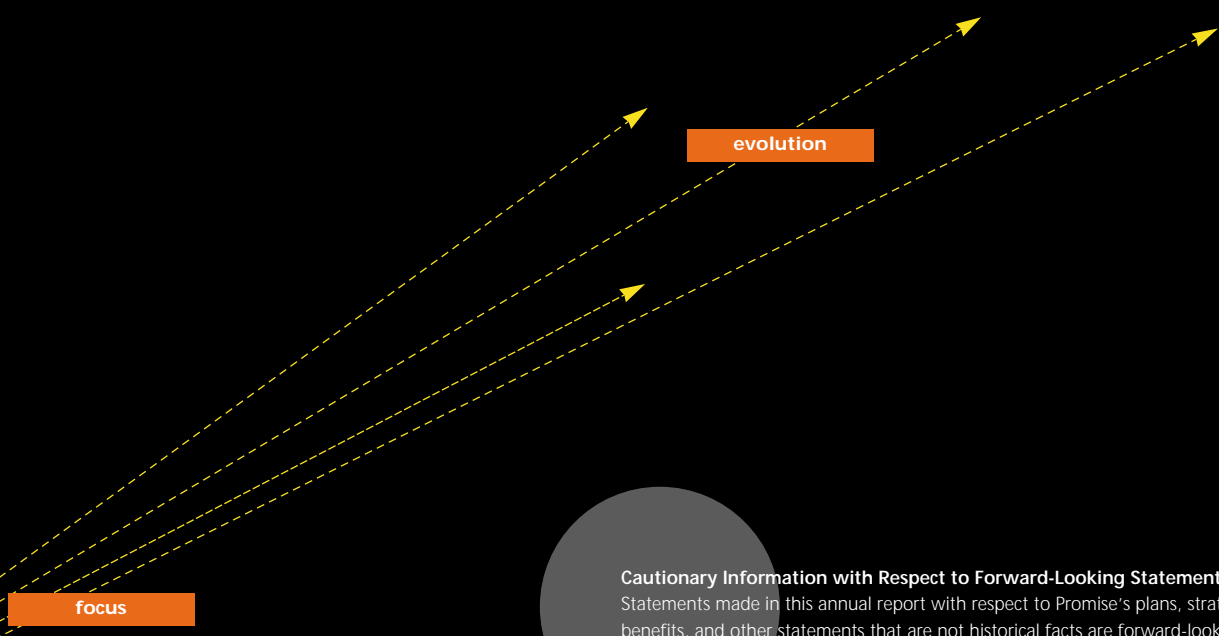 evolution
focus
Cautionary Information with Respect to Forward-Looking Statement
Statements made in this annual report with respect to Promise's plans, strat
benefits, and other statements that are not historical facts are forward-look